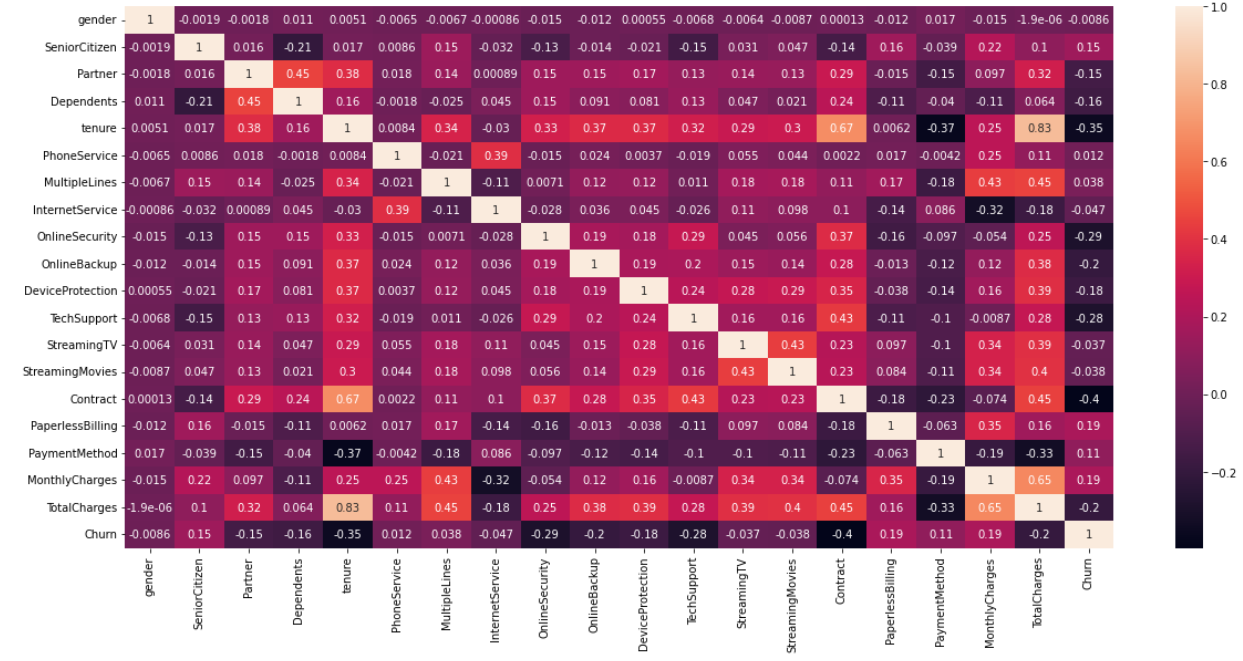 gender 1 -0.0019 -0.0018 0.011 0.0051 -0.0065 -0.0067 -0.00086 -0.015 -0.012 0.00055 -0.0068 -0.0064 -0.0087 0.00013 -0.012 0.017 -0.015 -1.9e-06 -0.0086
SeniorCitizen -0.0019 1 0.016 -0.21 0.017 0.0086 0.15 -0.032 -0.13 -0.014 -0.021 -0.15 0.031 0.047 -0.14 0.16 -0.039 0.22 0.1 0.15
Partner -0.0018 0.016 1 0.45 0.38 0.018 0.14 0.00089 0.15 0.15 0.17 0.13 0.14 0.13 0.29 -0.015 -0.15 0.097 0.32 -0.15
Dependents 0.011 -0.21 0.45 1 0.16 -0.0018 -0.025 0.045 0.15 0.091 0.081 0.13 0.047 0.021 0.24 -0.11 -0.04 -0.11 0.064 -0.16
tenure 0.0051 0.017 0.38 0.16 1 0.0084 0.34 -0.03 0.33 0.37 0.37 0.32 0.29 0.3 0.67 0.0062 -0.37 0.25 0.83 -0.35
PhoneService -0.0065 0.0086 0.018 -0.0018 0.0084 1 -0.021 0.39 -0.015 0.024 0.0037 -0.019 0.055 0.044 0.0022 0.017 -0.0042 0.25 0.11 0.012
MultipleLines -0.0067 0.15 0.14 -0.025 0.34 -0.021 1 -0.11 0.0071 0.12 0.12 0.011 0.18 0.18 0.11 0.17 -0.18 0.43 0.45 0.038
InternetService -0.00086 -0.032 0.00089 0.045 -0.03 0.39 -0.11 1 -0.028 0.036 0.045 -0.026 0.11 0.098 0.1 -0.14 0.086 -0.32 -0.18 -0.047
OnlineSecurity -0.015 -0.13 0.15 0.15 0.33 -0.015 0.0071 -0.028 1 0.19 0.18 0.29 0.045 0.056 0.37 -0.16 -0.097 -0.054 0.25 -0.29
OnlineBackup -0.012 -0.014 0.15 0.091 0.37 0.024 0.12 0.036 0.19 1 0.19 0.2 0.15 0.14 0.28 -0.013 -0.12 0.12 0.38 -0.2
DeviceProtection 0.00055 -0.021 0.17 0.081 0.37 0.0037 0.12 0.045 0.18 0.19 1 0.24 0.28 0.29 0.35 -0.038 -0.14 0.16 0.39 -0.18
TechSupport -0.0068 -0.15 0.13 0.13 0.32 -0.019 0.011 -0.026 0.29 0.2 0.24 1 0.16 0.16 0.43 -0.11 -0.1 -0.0087 0.28 -0.28
StreamingTV -0.0064 0.031 0.14 0.047 0.29 0.055 0.18 0.11 0.045 0.15 0.28 0.16 1 0.43 0.23 0.097 -0.1 0.34 0.39 -0.037
StreamingMovies -0.0087 0.047 0.13 0.021 0.3 0.044 0.18 0.098 0.056 0.14 0.29 0.16 0.43 1 0.23 0.084 -0.11 0.34 0.4 -0.038
Contract 0.00013 -0.14 0.29 0.24 0.67 0.0022 0.11 0.1 0.37 0.28 0.35 0.43 0.23 0.23 1 -0.18 -0.23 -0.074 0.45 -0.4
PaperlessBilling -0.012 0.16 -0.015 -0.11 0.0062 0.017 0.17 -0.14 -0.16 -0.013 -0.038 -0.11 0.097 0.084 -0.18 1 -0.063 0.35 0.16 0.19
PaymentMethod 0.017 -0.039 -0.15 -0.04 -0.37 -0.0042 -0.18 0.086 -0.097 -0.12 -0.14 -0.1 -0.1 -0.11 -0.23 -0.063 1 -0.19 -0.33 0.11
MonthlyCharges -0.015 0.22 0.097 -0.11 0.25 0.25 0.43 -0.32 -0.054 0.12 0.16 -0.0087 0.34 0.34 -0.074 0.35 -0.19 1 0.65 0.19
TotalCharges -1.9e-06 0.1 0.32 0.064 0.83 0.11 0.45 -0.18 0.25 0.38 0.39 0.28 0.39 0.4 0.45 0.16 -0.33 0.65 1 -0.2
Churn -0.0086 0.15 -0.15 -0.16 -0.35 0.012 0.038 -0.047 -0.29 -0.2 -0.18 -0.28 -0.037 -0.038 -0.4 0.19 0.11 0.19 -0.2 1
gender SeniorCitizen Partner Dependents tenure PhoneService MultipleLines InternetService OnlineSecurity OnlineBackup DeviceProtection TechSupport StreamingTV StreamingMovies Contract PaperlessBilling PaymentMethod MonthlyCharges TotalCharges Churn
1.0
0.8
0.6
0.4
0.2
0.0
-0.2